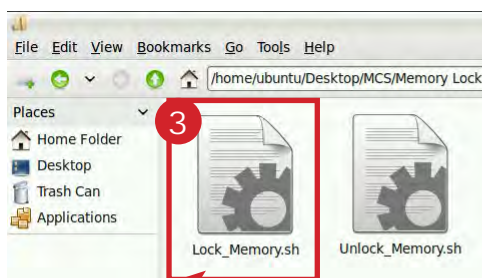 File Edit View Bookmarks Go Tools Help
/home/ubuntu/Desktop/MCS/Memory Lock
Places
3
Home Folder
Desktop
Trash Can
Applications
Lock_Memory.sh Unlock_Memory.sh